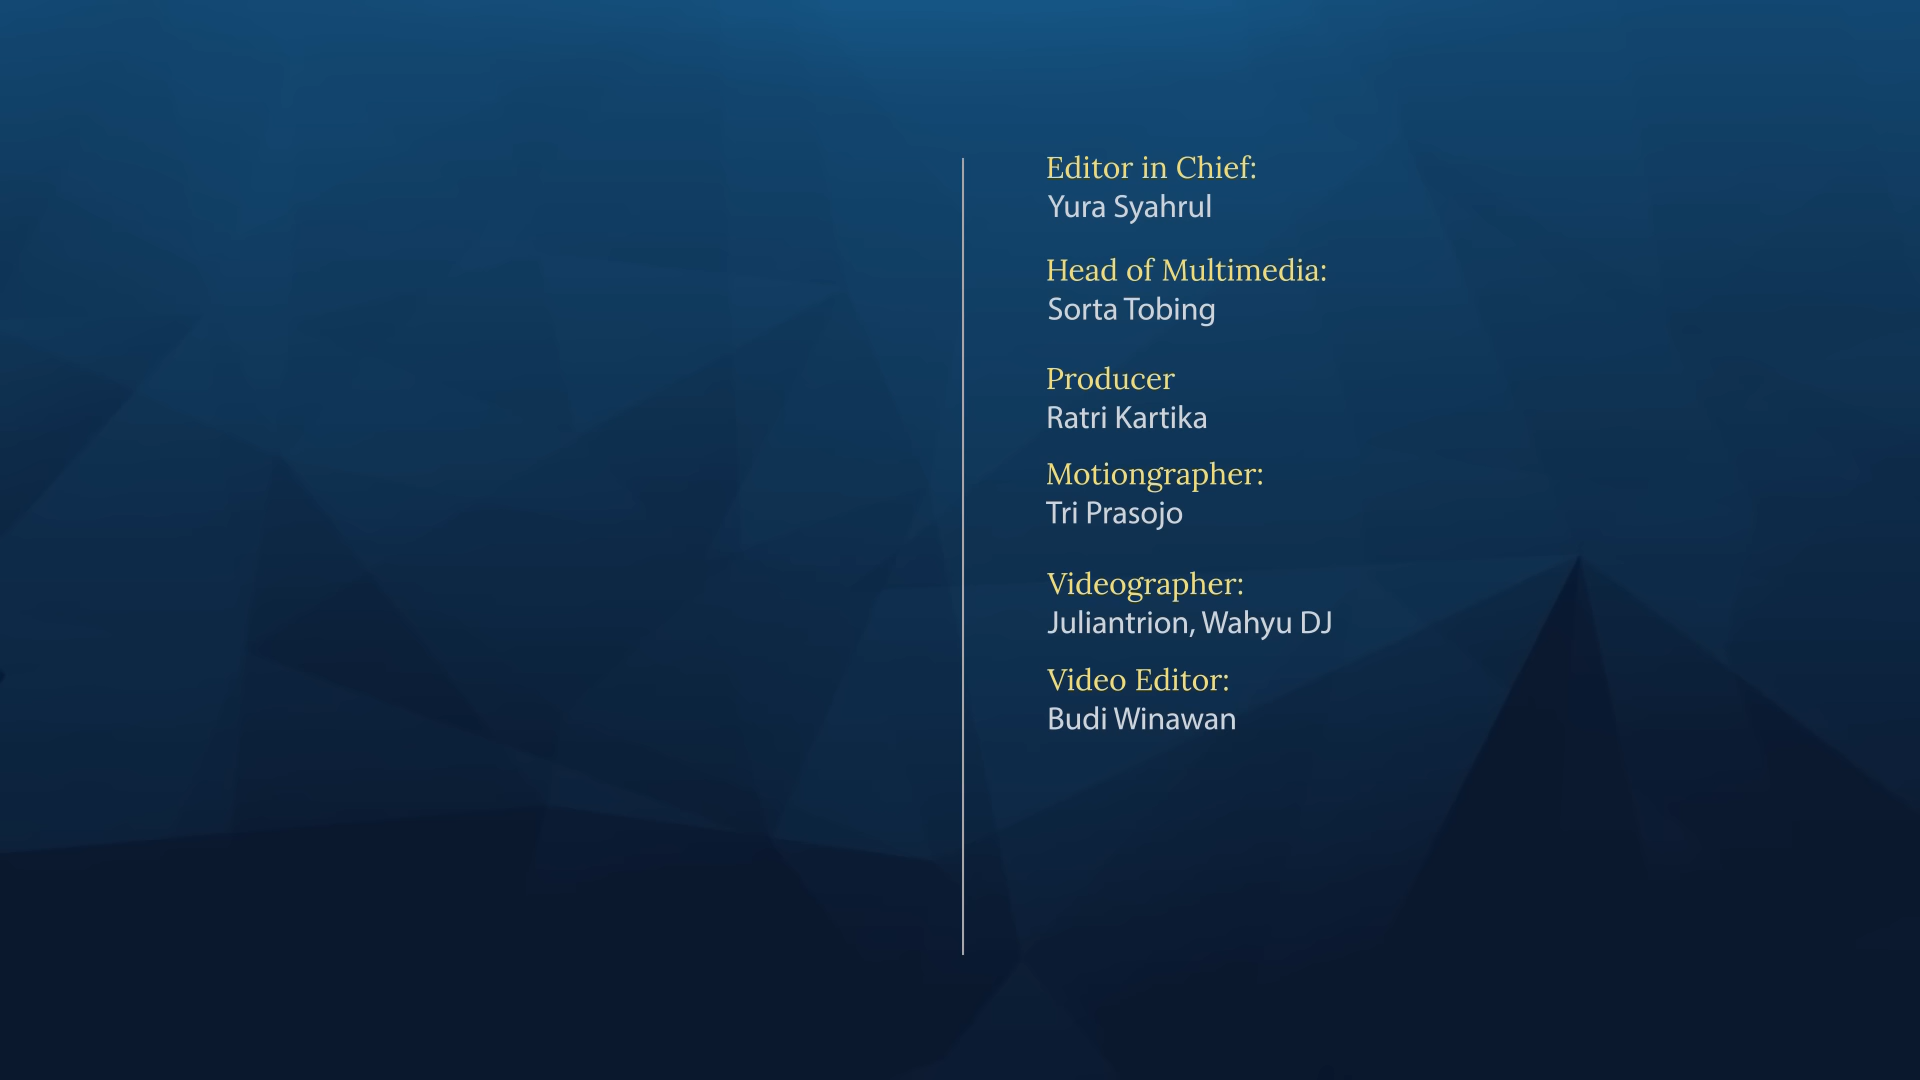 Editor in Chief:
Yura Syahrul
Head of Multimedia:
Sorta Tobing
Producer
Ratri Kartika
Motiongrapher:
Tri Prasojo
Videographer:
Juliantrion, Wahyu DJ
Video Editor:
Budi Winawan